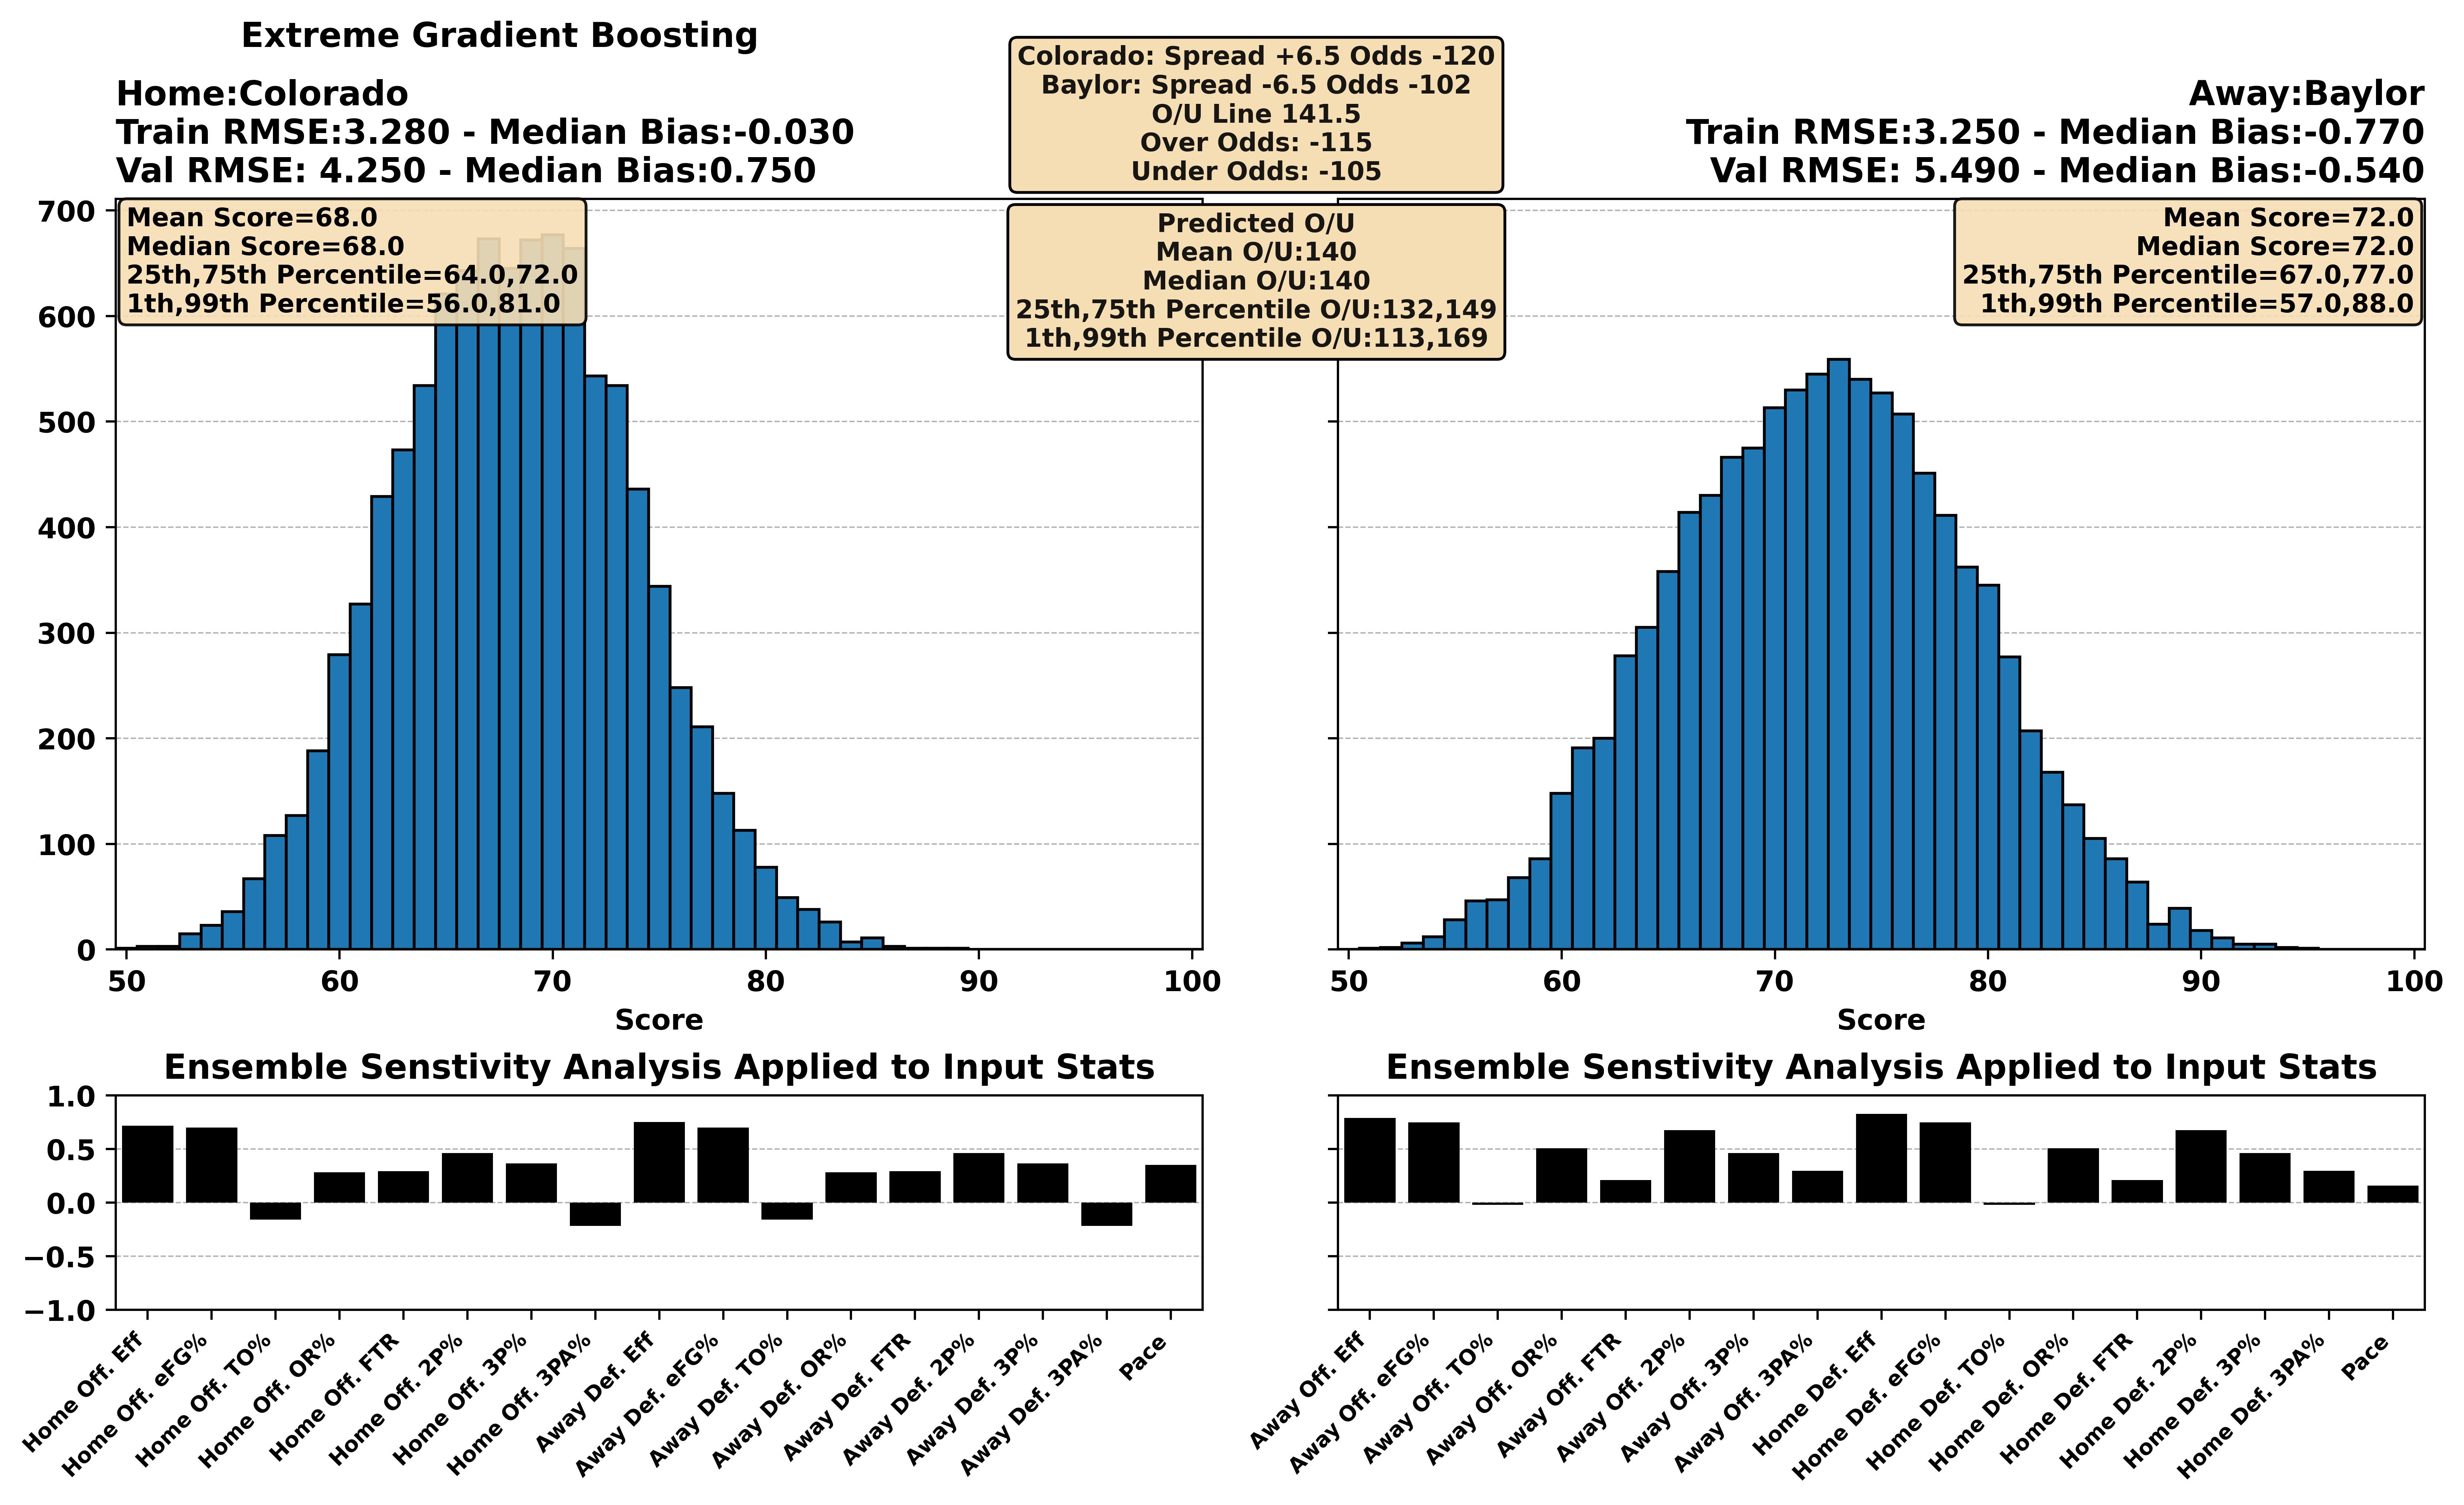 Extreme Gradient Boosting
Home:Colorado
Train RMSE:3.280 - Median Bias:-0.030
Val RMSE: 4.250 - Median Bias:0.750
Colorado: Spread +6.5 Odds -120
Baylor: Spread -6.5 Odds -102
O/U Line 141.5
Over Odds: -115
Under Odds: -105
Away:Baylor
Train RMSE:3.250 - Median Bias:-0.770
Val RMSE: 5.490 - Median Bias:-0.540
Mean Score=68.0
Median Score=68.0
25th,75th Percentile=64.0,72.0
1th,99th Percentile=56.0,81.0
Predicted O/U
Mean O/U:140
Median O/U:140
25th,75th Percentile O/U:132,149
1th,99th Percentile O/U:113,169
Mean Score=72.0
Median Score=72.0
25th,75th Percentile=67.0,77.0
1th,99th Percentile=57.0,88.0
700
600
500
400
300
200
100
0
50 60 70 80 90 100
Score
50 60 70 80 90 100
Score
Ensemble Senstivity Analysis Applied to Input Stats
1.0
0.5
0.0
−0.5
−1.0
Home Off. Eff
Home Off. eFG%
Home Off. TO%
Home Off. OR%
Home Off. FTR
Home Off. 2P%
Home Off. 3P%
Home Off. 3PA%
Away Def. Eff
Away Def. eFG%
Away Def. TO%
Away Def. OR%
Away Def. FTR
Away Def. 2P%
Away Def. 3P%
Away Def. 3PA%
Pace
Ensemble Senstivity Analysis Applied to Input Stats
Away Off. Eff
Away Off. eFG%
Away Off. TO%
Away Off. OR%
Away Off. FTR
Away Off. 2P%
Away Off. 3P%
Away Off. 3PA%
Home Def. Eff
Home Def. eFG%
Home Def. TO%
Home Def. OR%
Home Def. FTR
Home Def. 2P%
Home Def. 3P%
Home Def. 3PA%
Pace